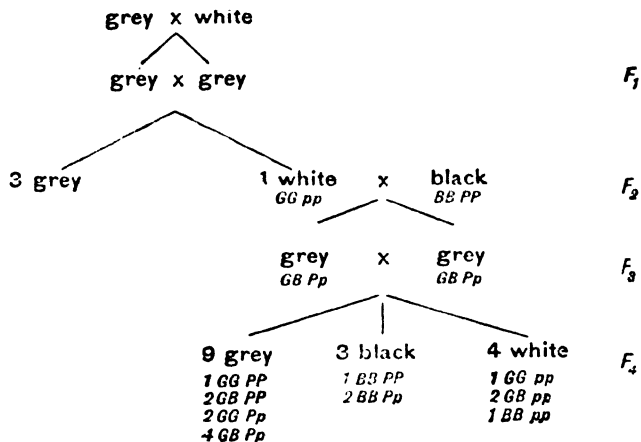 grey x white
grey x grey F1
3 grey 1 white x black F2
GG pp BB PP
grey x grey F3
GB Pp GB Pp
9 grey 3 black 4 white F4
1 GG PP 1 BB PP 1 GG pp
2 GB PP 2 BB Pp 2 GB pp
2 GG Pp 1 BB pp
4 GB Pp